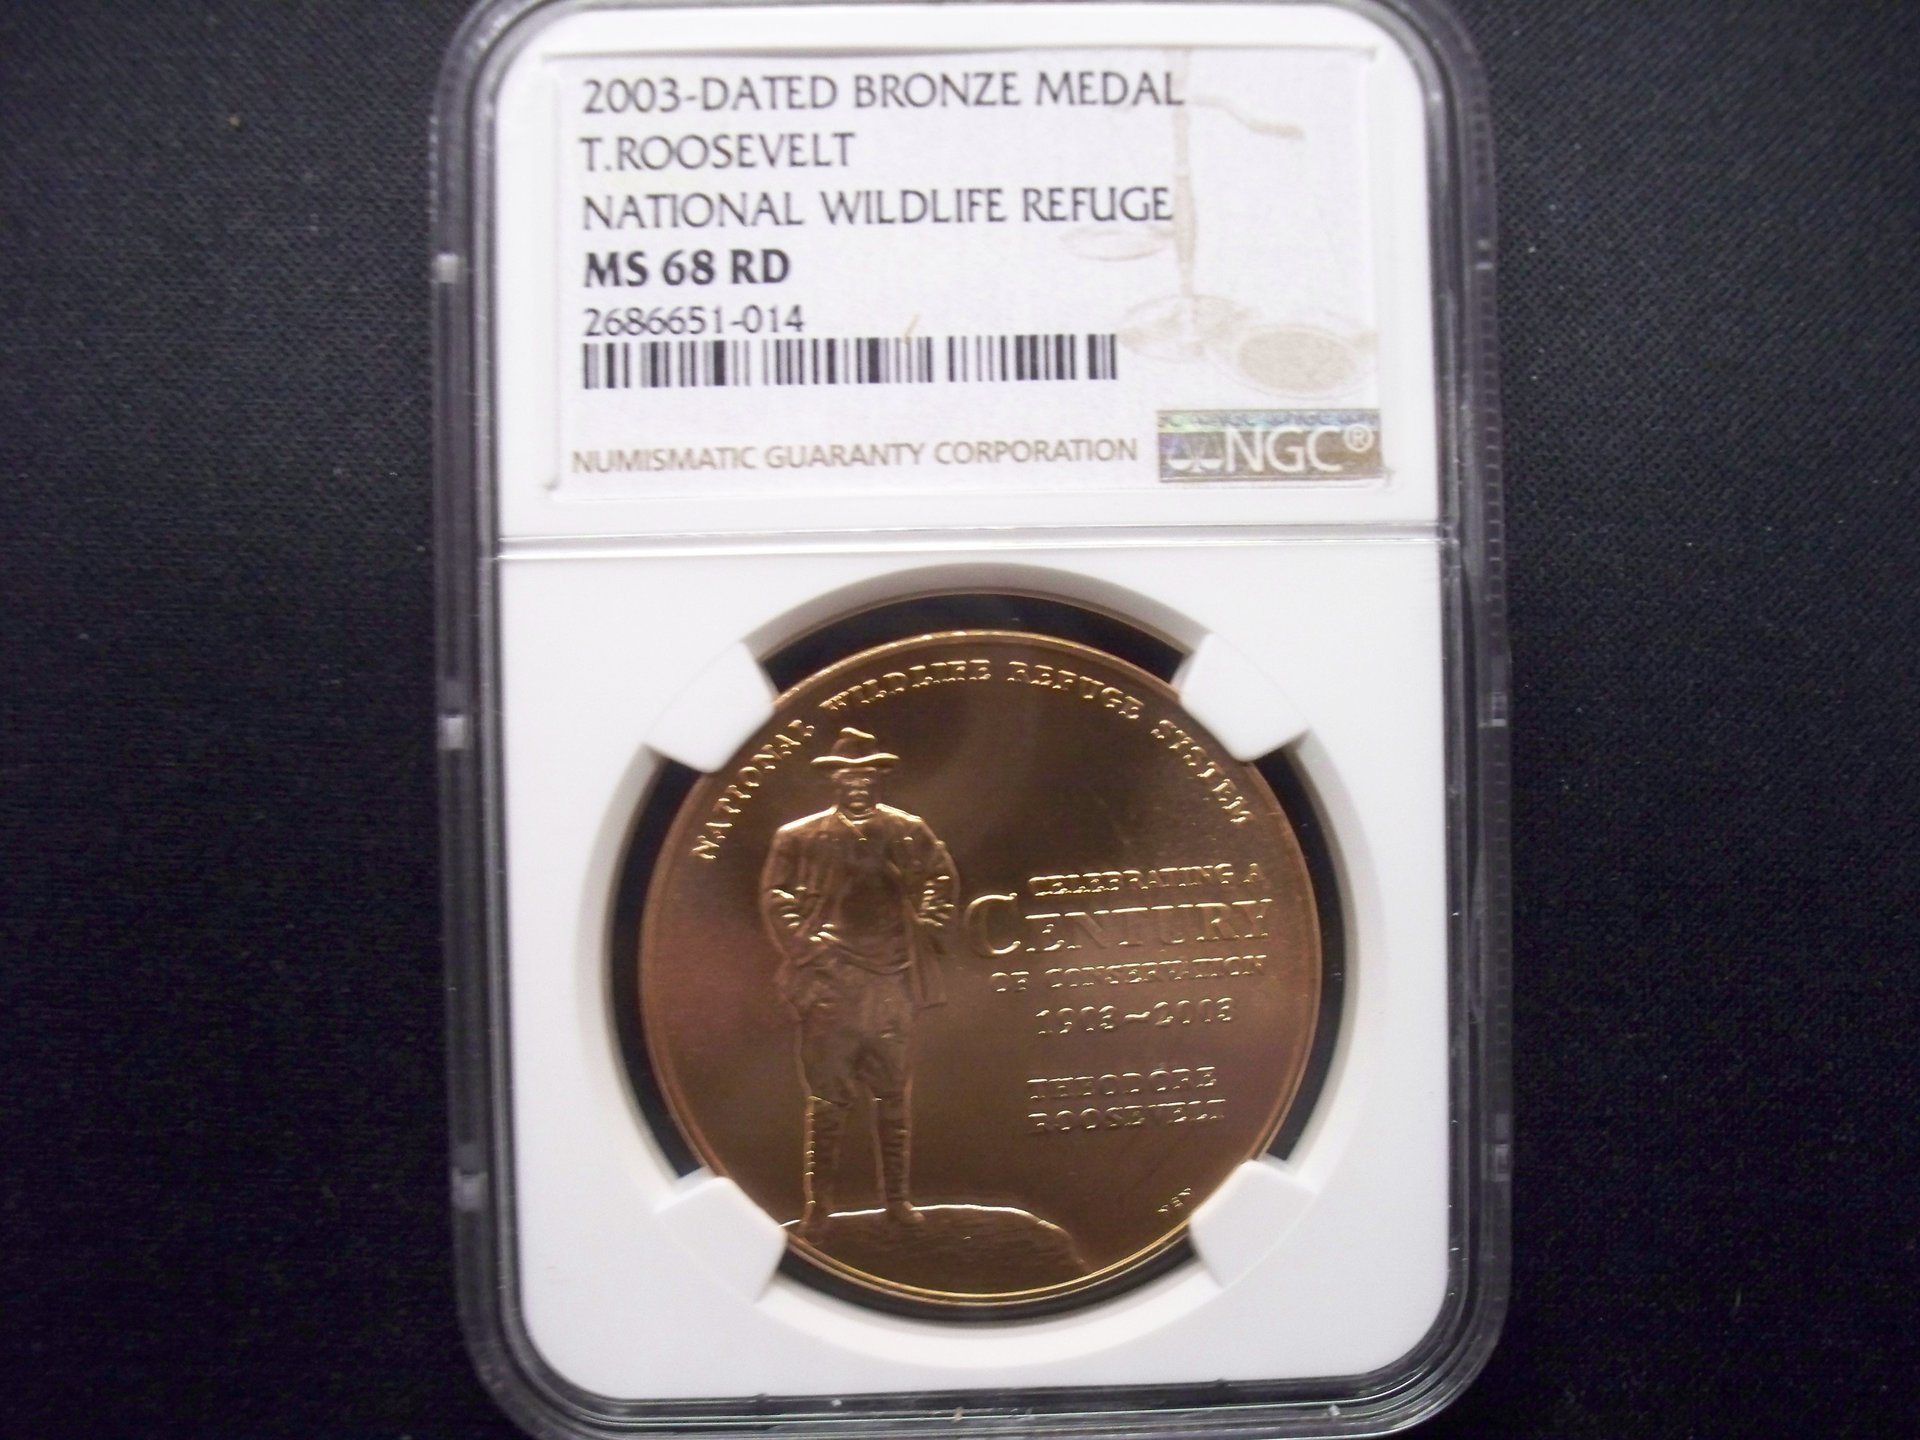 2003-DATED BRONZE MEDAL
T.ROOSEVELT
NATIONAL WILDLIFE REFUGE
MS 68 RD
2686651-014
NUMISMATIC GUARANTY CORPORATION
NGC®
NATIONAL WILDLIFE REFUGE SYSTEM
CELEBRATING A
CENTURY
OF CONSERVATION
1903~2003
THEODORE
ROOSEVELT